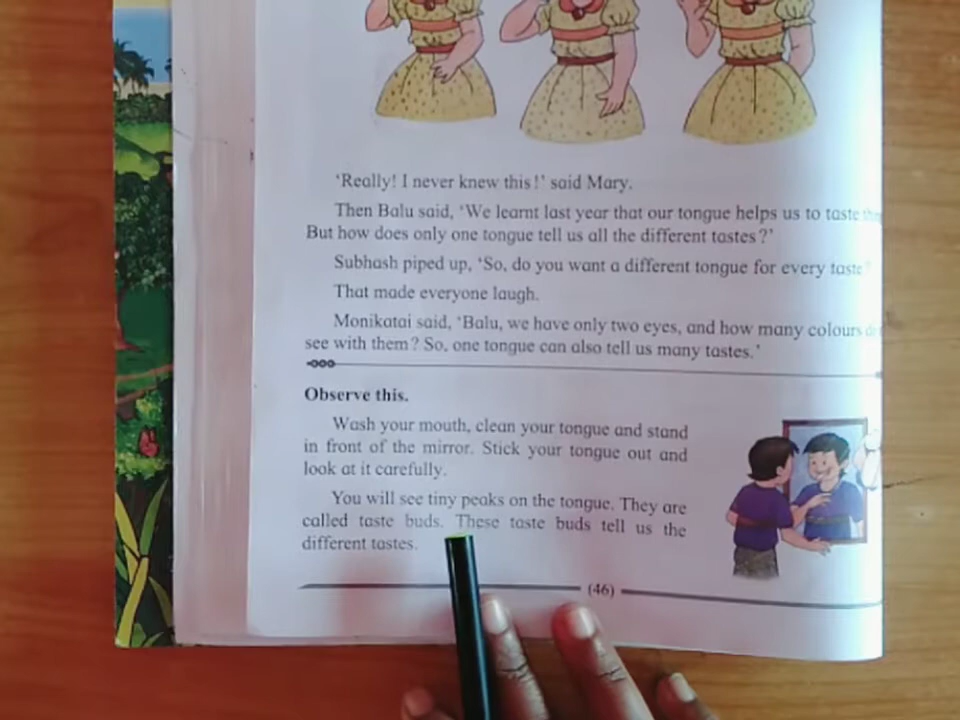 ‘Really! I never knew this!’ said Mary.
Then Balu said, ‘We learnt last year that our tongue helps us to taste
But how does only one tongue tell us all the different tastes?’
Subhash piped up, ‘So, do you want a different tongue for every taste
That made everyone laugh.
Monikatai said, ‘Balu, we have only two eyes, and how many colours
see with them? So, one tongue can also tell us many tastes.’
Observe this.
Wash your mouth, clean your tongue and stand
in front of the mirror. Stick your tongue out and
look at it carefully.
You will see tiny peaks on the tongue. They are
called taste buds. These taste buds tell us the
different tastes.
(46)